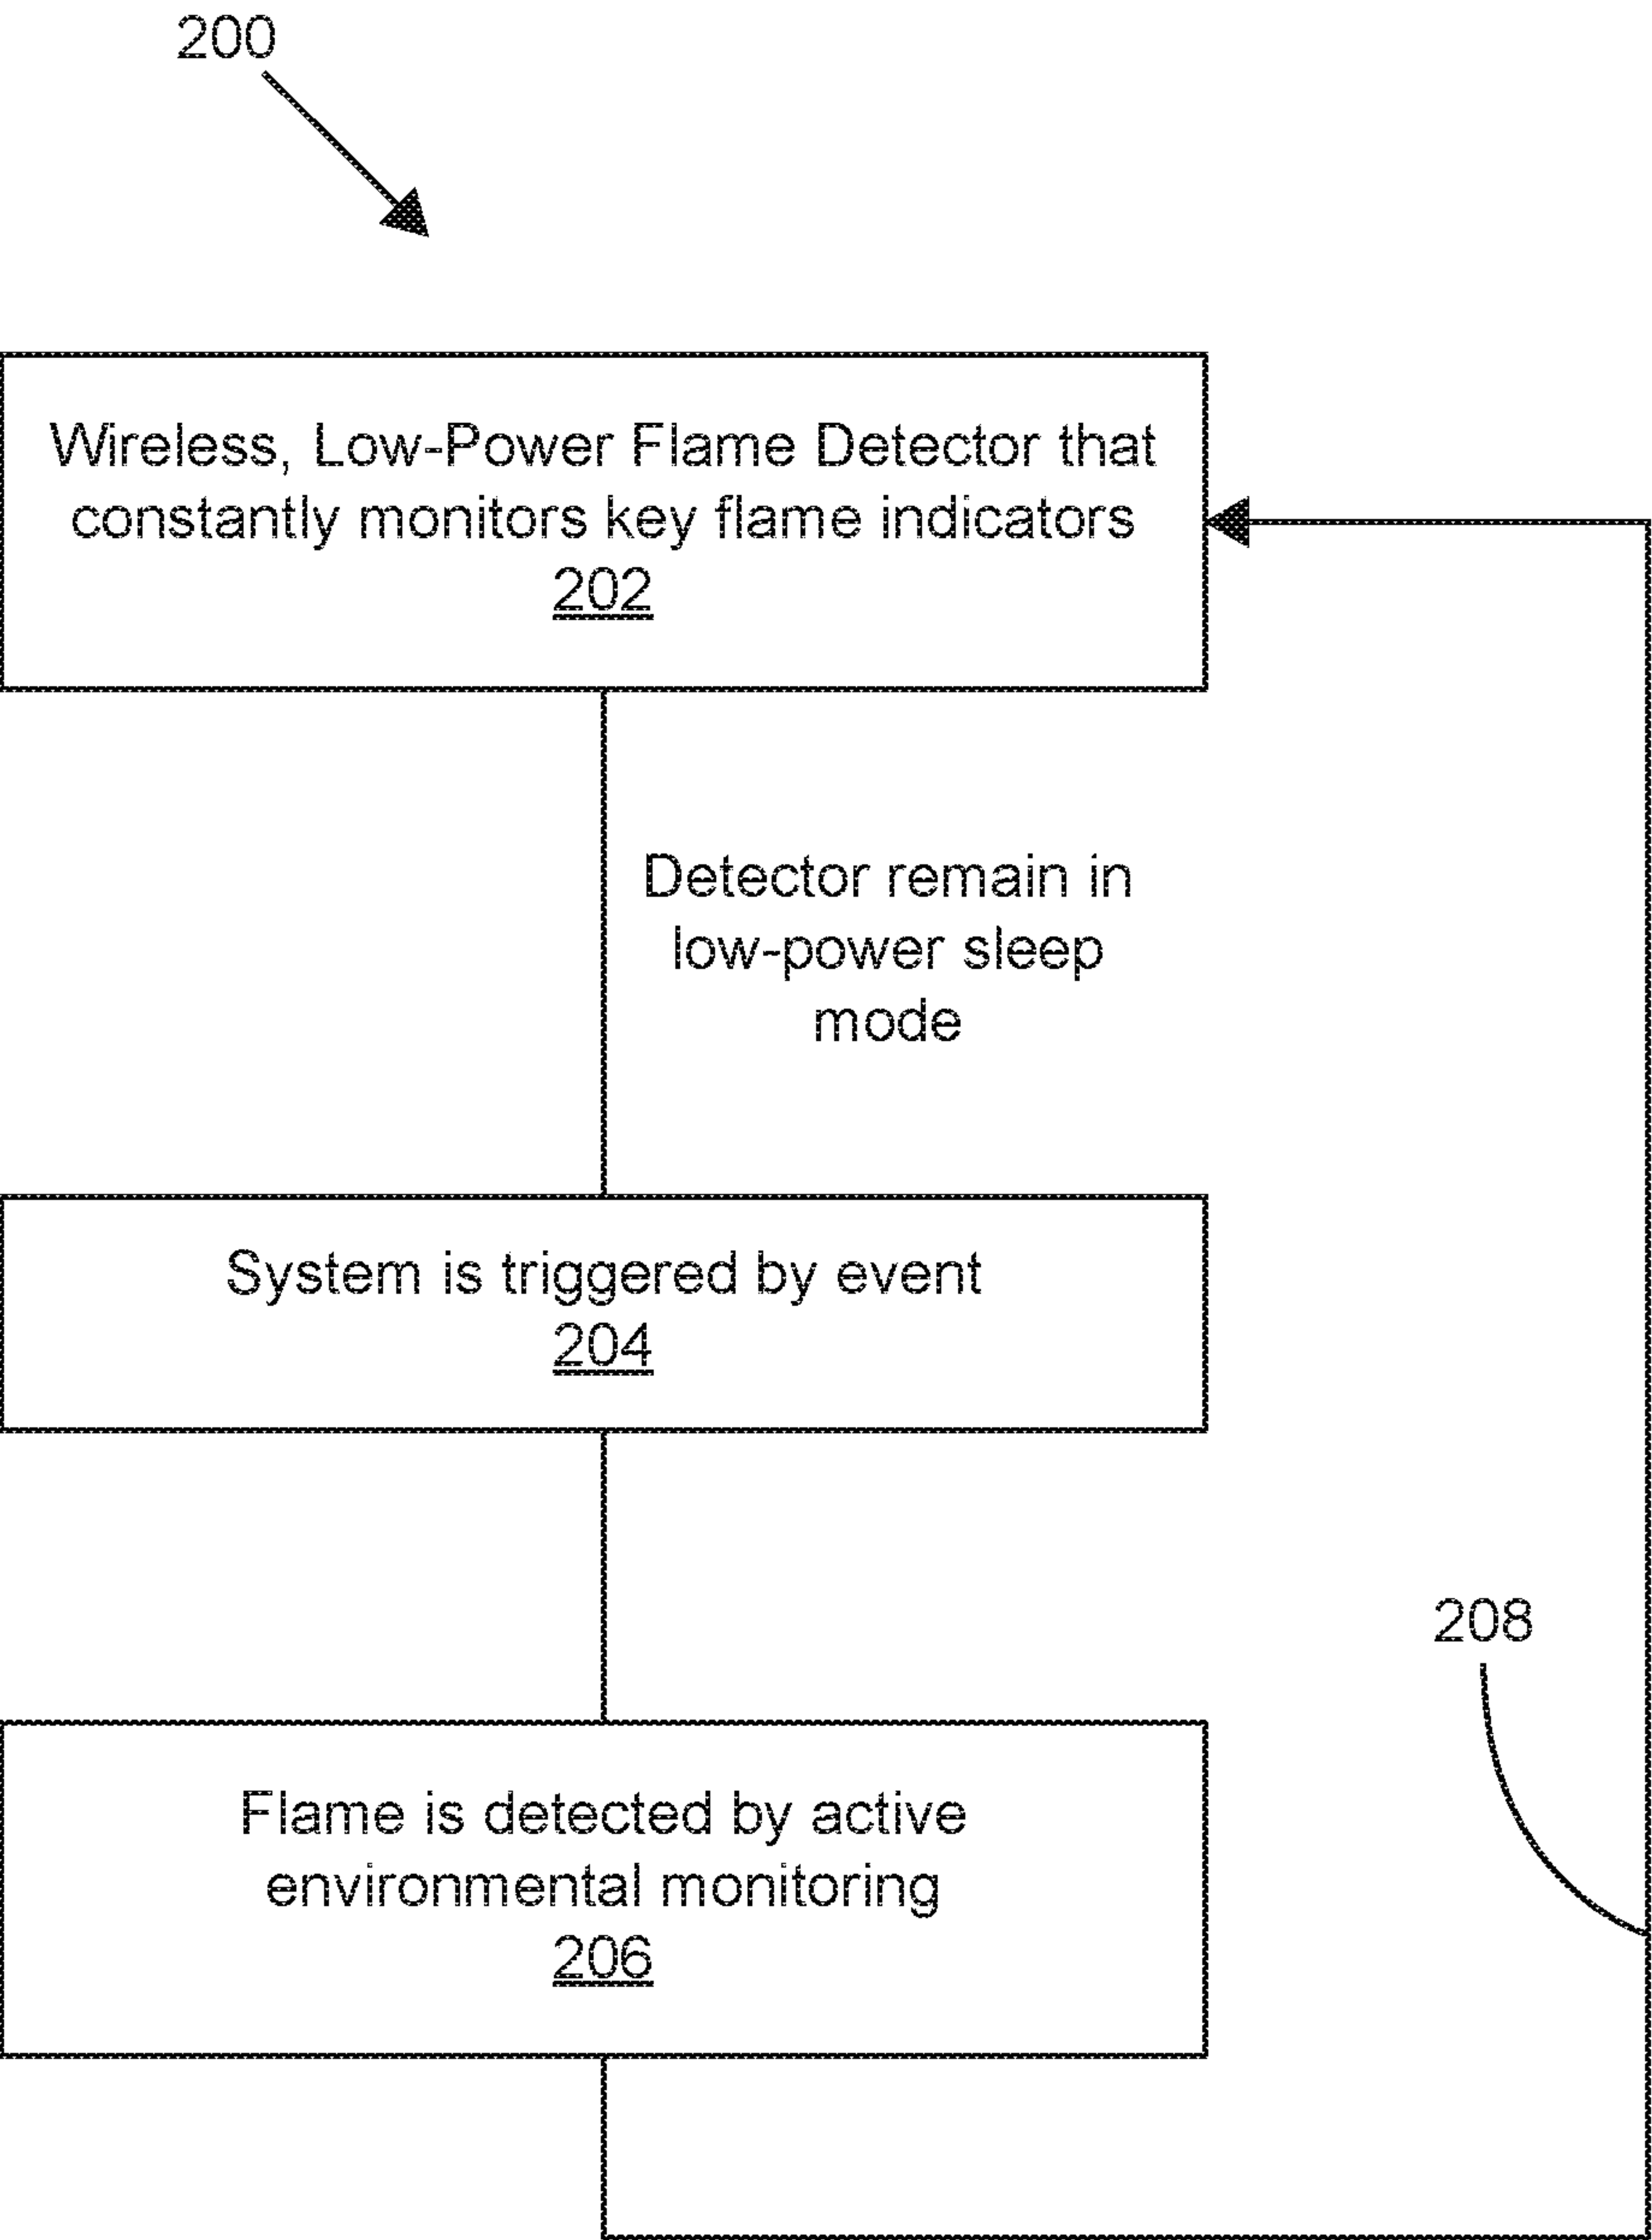 200
Wireless, Low-Power Flame Detector that
constantly monitors key flame indicators
202
Detector remain in
low-power sleep
mode
System is triggered by event
204
208
Flame is detected by active
environmental monitoring
206